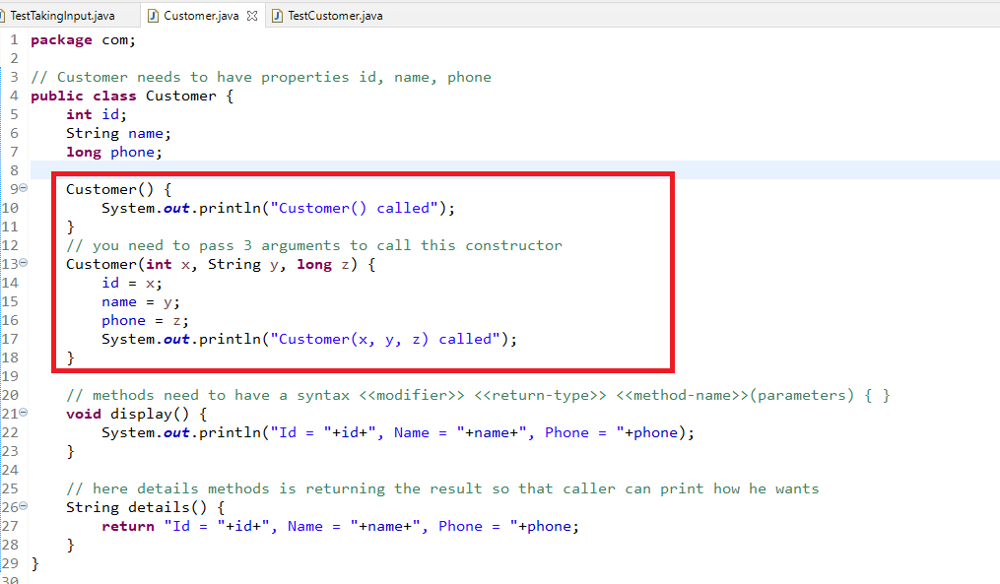 TestTakingInput.java Customer.java TestCustomer.java
1 package com;
2
3 // Customer needs to have properties id, name, phone
4 public class Customer {
5 int id;
6 String name;
7 long phone;
8
9 Customer() {
10 System.out.println("Customer() called");
11 }
12 // you need to pass 3 arguments to call this constructor
13 Customer(int x, String y, long z) {
14 id = x;
15 name = y;
16 phone = z;
17 System.out.println("Customer(x, y, z) called");
18 }
19
20 // methods need to have a syntax <<modifier>> <<return-type>> <<method-name>>(parameters) { }
21 void display() {
22 System.out.println("Id = "+id+", Name = "+name+", Phone = "+phone);
23 }
24
25 // here details methods is returning the result so that caller can print how he wants
26 String details() {
27 return "Id = "+id+", Name = "+name+", Phone = "+phone;
28 }
29 }
30